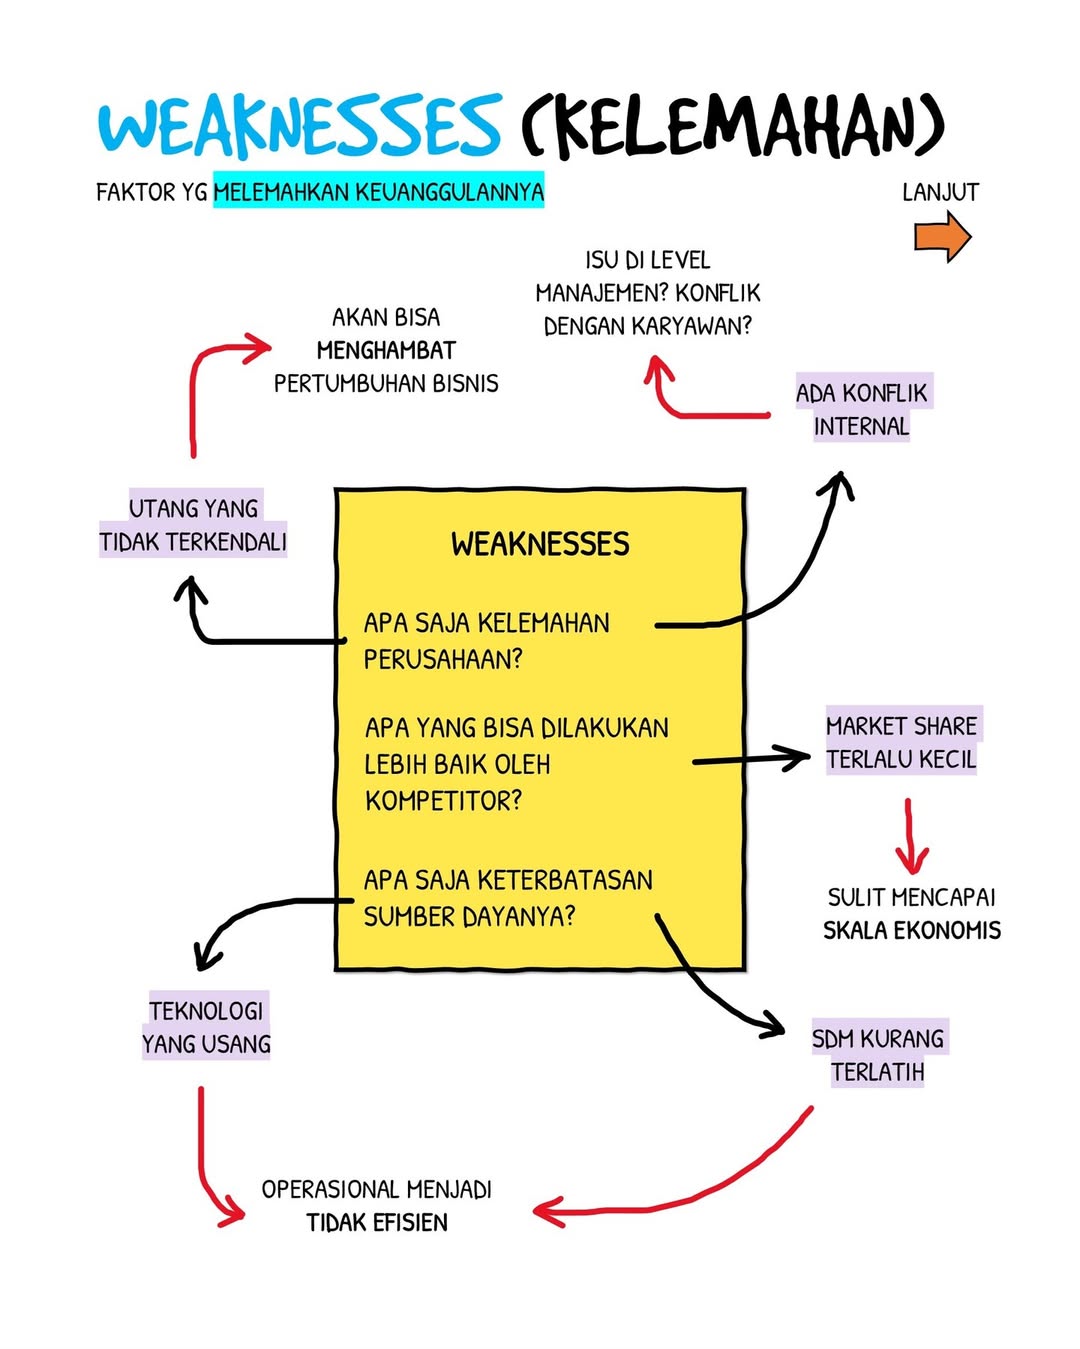 WEAKNESSES (KELEMAHAN)
FAKTOR YG MELEMAHKAN KEUANGGULANNYA
LANJUT
ISU DI LEVEL
MANAJEMEN? KONFLIK
DENGAN KARYAWAN?
AKAN BISA
MENGHAMBAT
PERTUMBUHAN BISNIS
ADA KONFLIK
INTERNAL
UTANG YANG
TIDAK TERKENDALI
WEAKNESSES
APA SAJA KELEMAHAN
PERUSAHAAN?
APA YANG BISA DILAKUKAN
LEBIH BAIK OLEH
KOMPETITOR?
APA SAJA KETERBATASAN
SUMBER DAYANYA?
MARKET SHARE
TERLALU KECIL
SULIT MENCAPAI
SKALA EKONOMIS
TEKNOLOGI
YANG USANG
SDM KURANG
TERLATIH
OPERASIONAL MENJADI
TIDAK EFISIEN